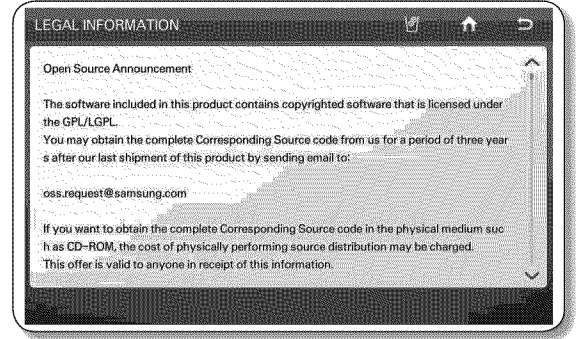 LEGAL INFORMATION
Open Source Announcement
The software included in this product contains copyrighted software that is licensed under
the GPL/LGPL.
You may obtain the complete Corresponding Source code from us for a period of three year
s after our last shipment of this product by sending email to:
oss.request@samsung.com
If you want to obtain the complete Corresponding Source code in the physical medium suc
h as CD-ROM, the cost of physically performing source distribution may be charged.
This offer is valid to anyone in receipt of this information.